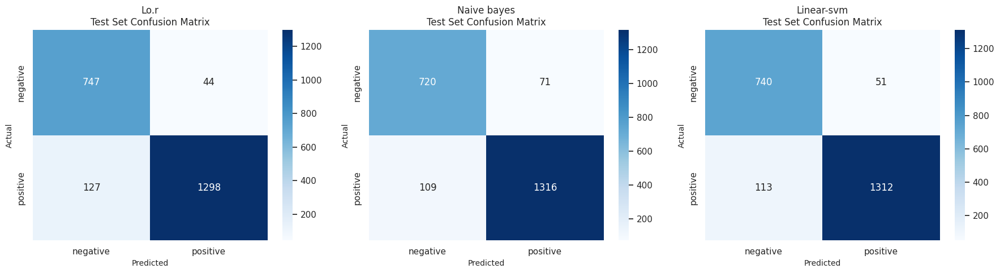 Lo.r
Test Set Confusion Matrix
negative
positive
Actual
747
44
127
1298
negative
positive
Predicted
1200
1000
800
600
400
200
Naive bayes
Test Set Confusion Matrix
negative
positive
Actual
720
71
109
1316
negative
positive
Predicted
1200
1000
800
600
400
200
Linear-svm
Test Set Confusion Matrix
negative
positive
Actual
740
51
113
1312
negative
positive
Predicted
1200
1000
800
600
400
200